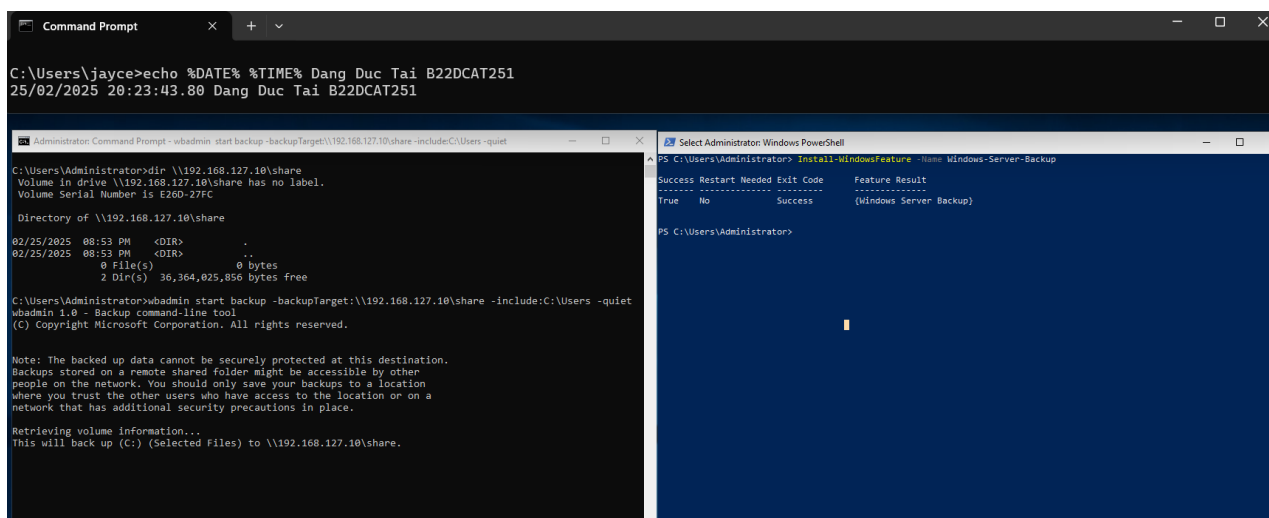 Command Prompt
C:\Users\jayce>echo %DATE% %TIME% Dang Duc Tai B22DCAT251
25/02/2025 20:23:43.80 Dang Duc Tai B22DCAT251
Administrator: Command Prompt - wbadmin start backup -backupTarget:\\192.168.127.10\share -include:C:\Users -quiet
C:\Users\Administrator>dir \\192.168.127.10\share
Volume in drive \\192.168.127.10\share has no label.
Volume Serial Number is E26D-27FC
Directory of \\192.168.127.10\share
02/25/2025 08:53 PM <DIR> .
02/25/2025 08:53 PM <DIR> ..
0 File(s) 0 bytes
2 Dir(s) 36,364,025,856 bytes free
C:\Users\Administrator>wbadmin start backup -backupTarget:\\192.168.127.10\share -include:C:\Users -quiet
wbadmin 1.0 - Backup command-line tool
(C) Copyright Microsoft Corporation. All rights reserved.
Note: The backed up data cannot be securely protected at this destination.
Backups stored on a remote shared folder might be accessible by other
people on the network. You should only save your backups to a location
where you trust the other users who have access to the location or on a
network that has additional security precautions in place.
Retrieving volume information...
This will back up (C:) (Selected Files) to \\192.168.127.10\share.
Select Administrator: Windows PowerShell
PS C:\Users\Administrator> Install-WindowsFeature -Name Windows-Server-Backup
Success Restart Needed Exit Code Feature Result
------- -------------- --------- --------------
True No Success {Windows Server Backup}
PS C:\Users\Administrator>